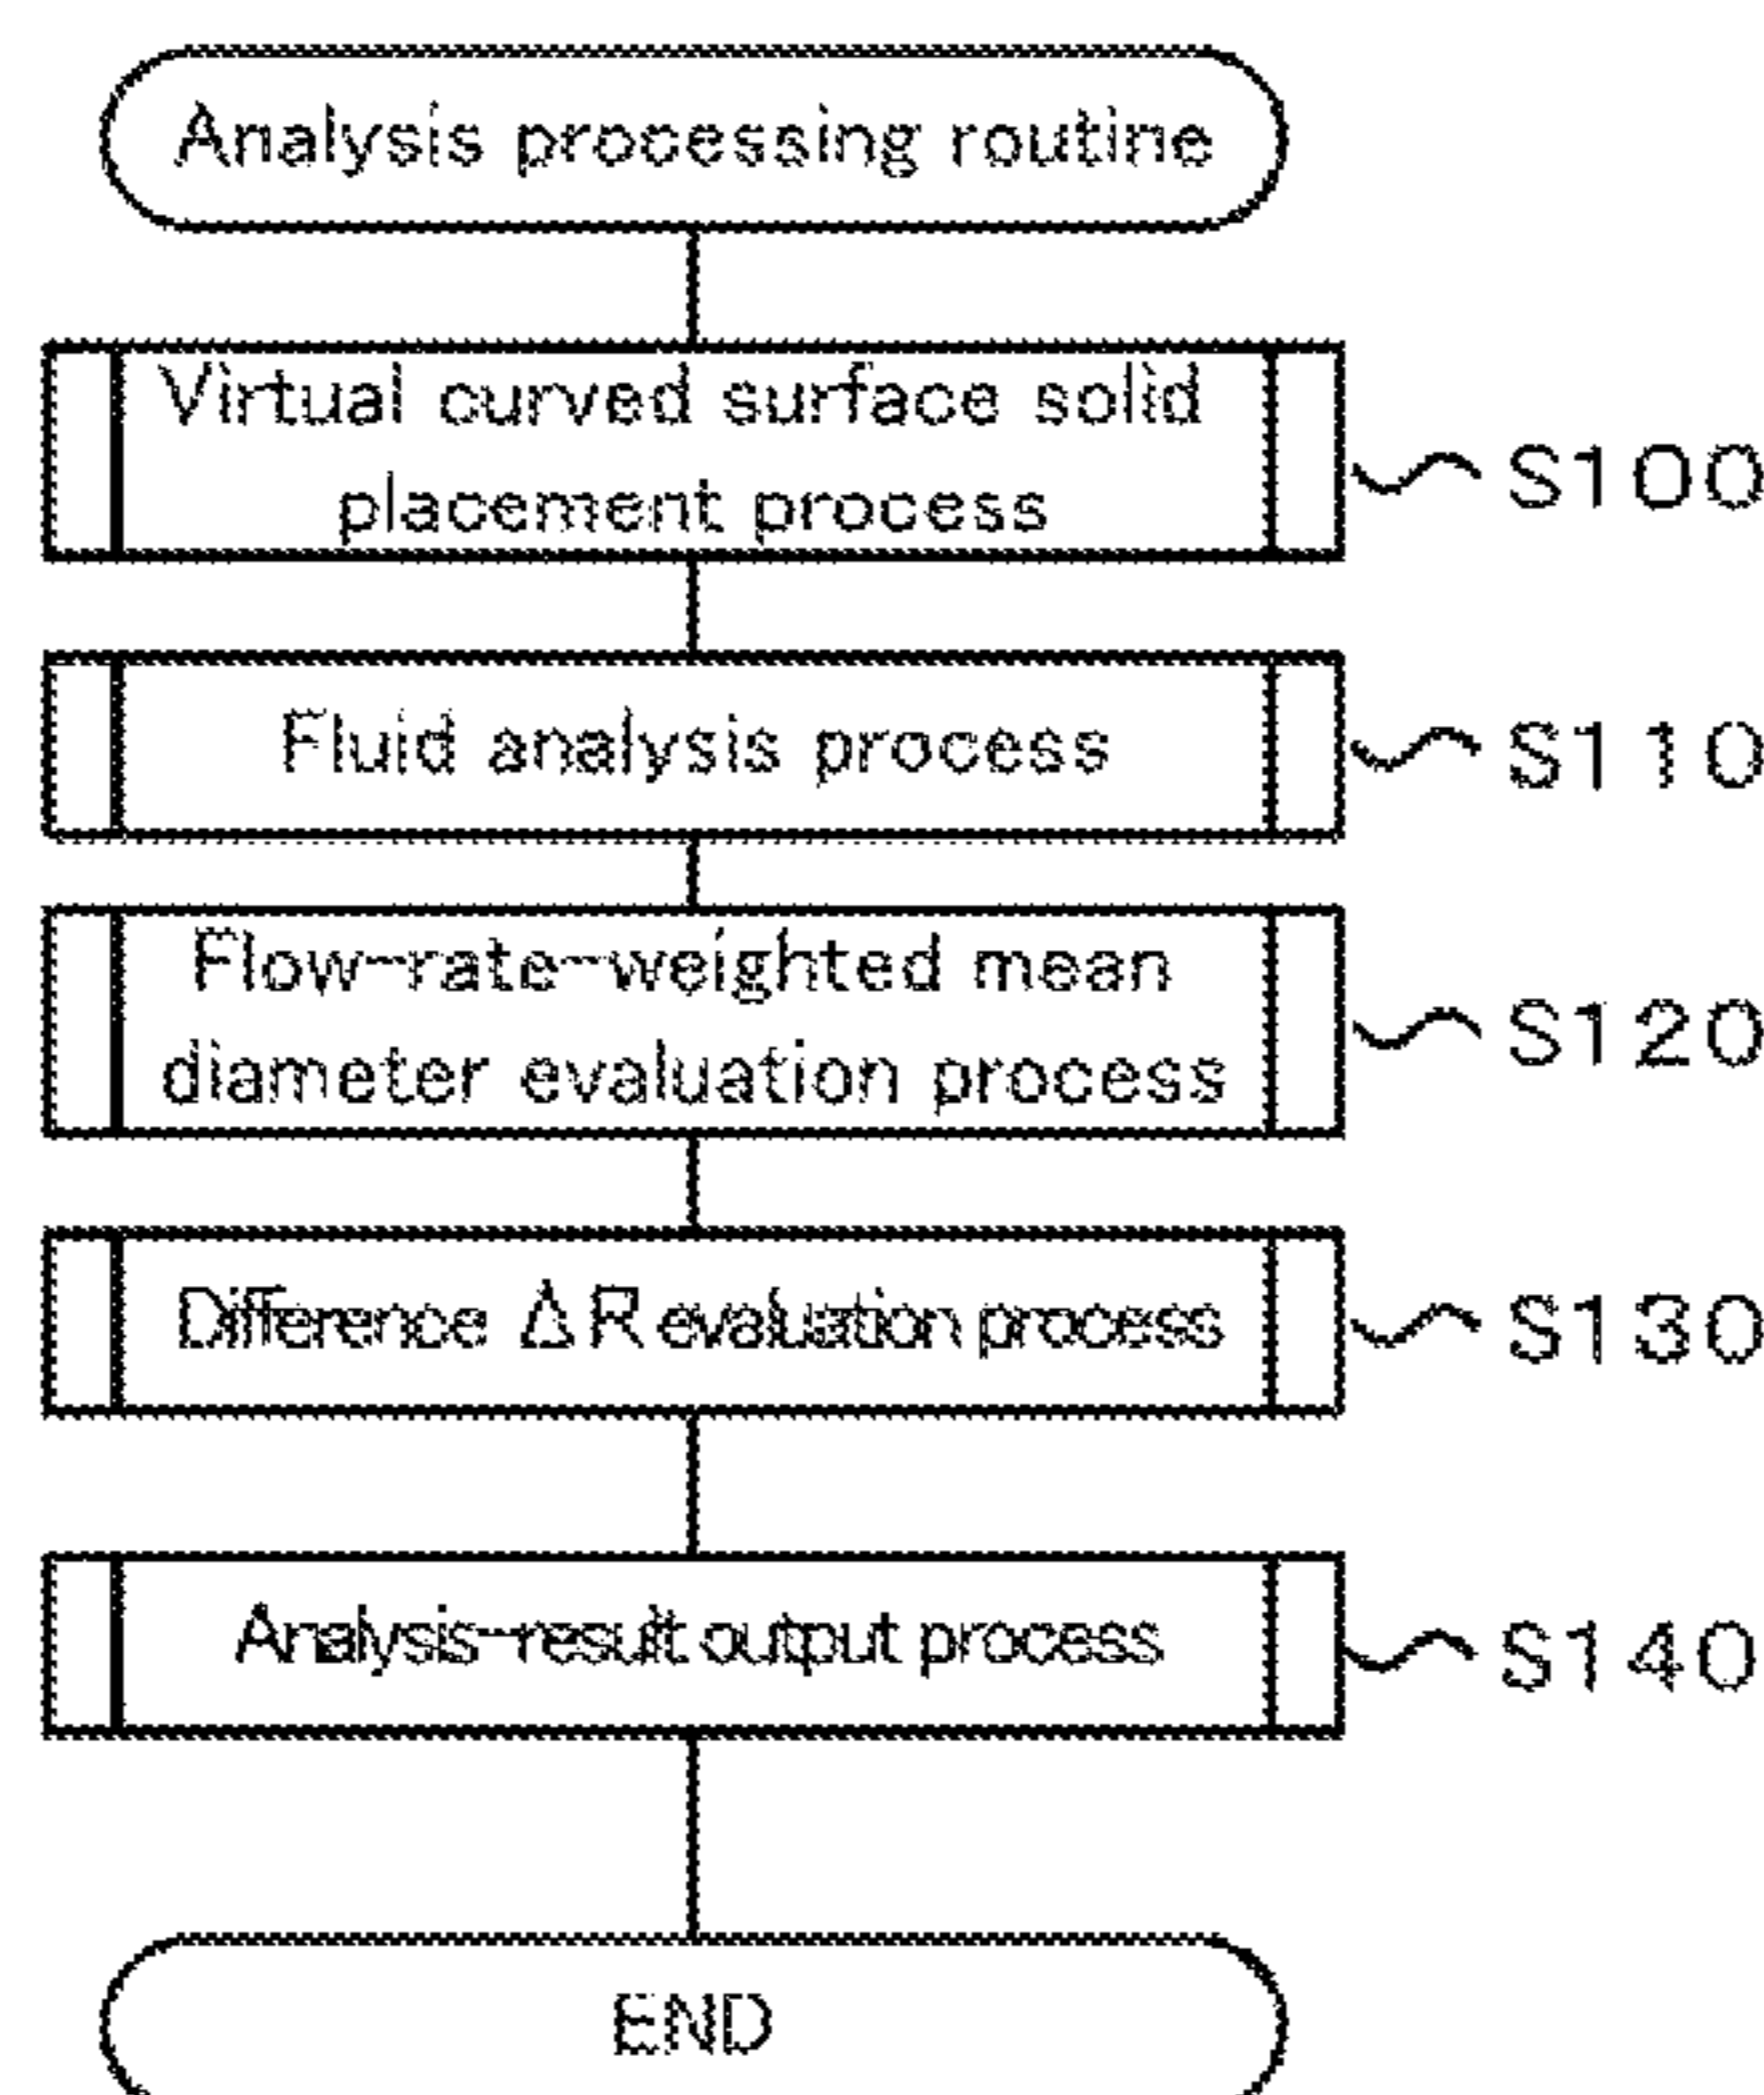 Analysis processing routine
Virtual curved surface solid
placement process
S100
Fluid analysis process
S110
Flow-rate-weighted mean
diameter evaluation process
S120
Difference ΔR evaluation process
S130
Analysis-result output process
S140
END